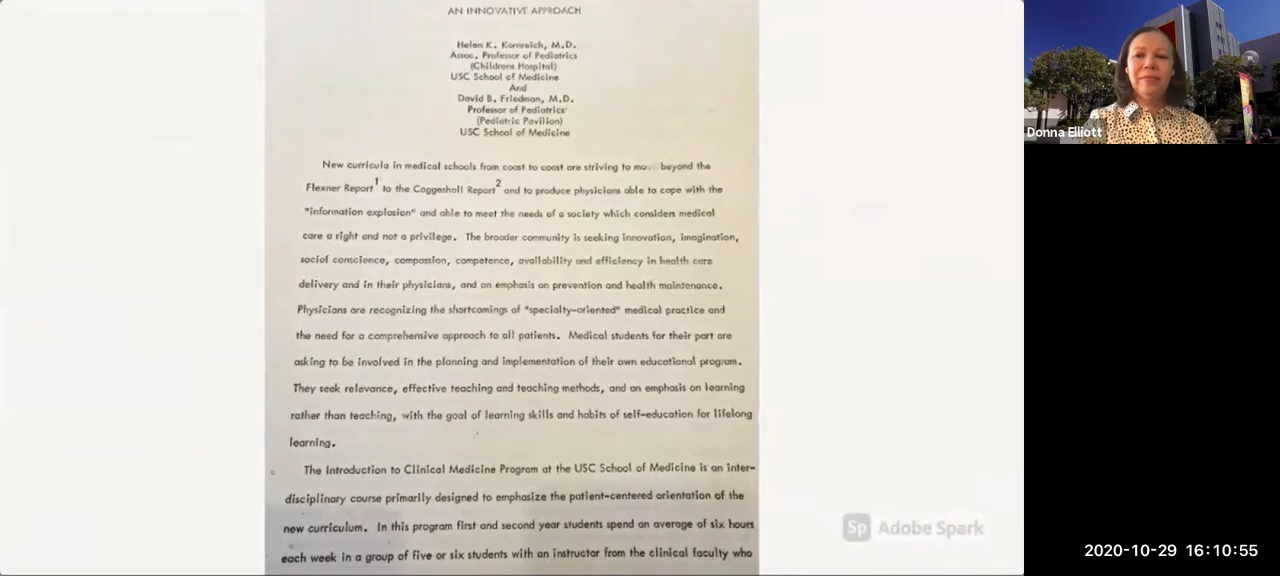 AN INNOVATIVE APPROACH
Helen K. Kornreich, M.D.
Assoc. Professor of Pediatrics
(Childrens Hospital)
USC School of Medicine
And
David B. Friedman, M.D.
Professor of Pediatrics
(Pediatric Pavilion)
USC School of Medicine
New curricula in medical schools from coast to coast are striving to move beyond the
Flexner Report1 to the Coggeshall Report2 and to produce physicians able to cope with the
"information explosion" and able to meet the needs of a society which considers medical
care a right and not a privilege. The broader community is seeking innovation, imagination,
social conscience, compassion, competence, availability and efficiency in health care
delivery and in their physicians, and an emphasis on prevention and health maintenance.
Physicians are recognizing the shortcomings of "specialty-oriented" medical practice and
the need for a comprehensive approach to all patients. Medical students for their part are
asking to be involved in the planning and implementation of their own educational program.
They seek relevance, effective teaching and teaching methods, and an emphasis on learning
rather than teaching, with the goal of learning skills and habits of self-education for lifelong
learning.
The Introduction to Clinical Medicine Program at the USC School of Medicine is an inter-
disciplinary course primarily designed to emphasize the patient-centered orientation of the
new curriculum. In this program first and second year students spend an average of six hours
each week in a group of five or six students with an instructor from the clinical faculty who
Sp Adobe Spark
Donna Elliott
2020-10-29 16:10:55